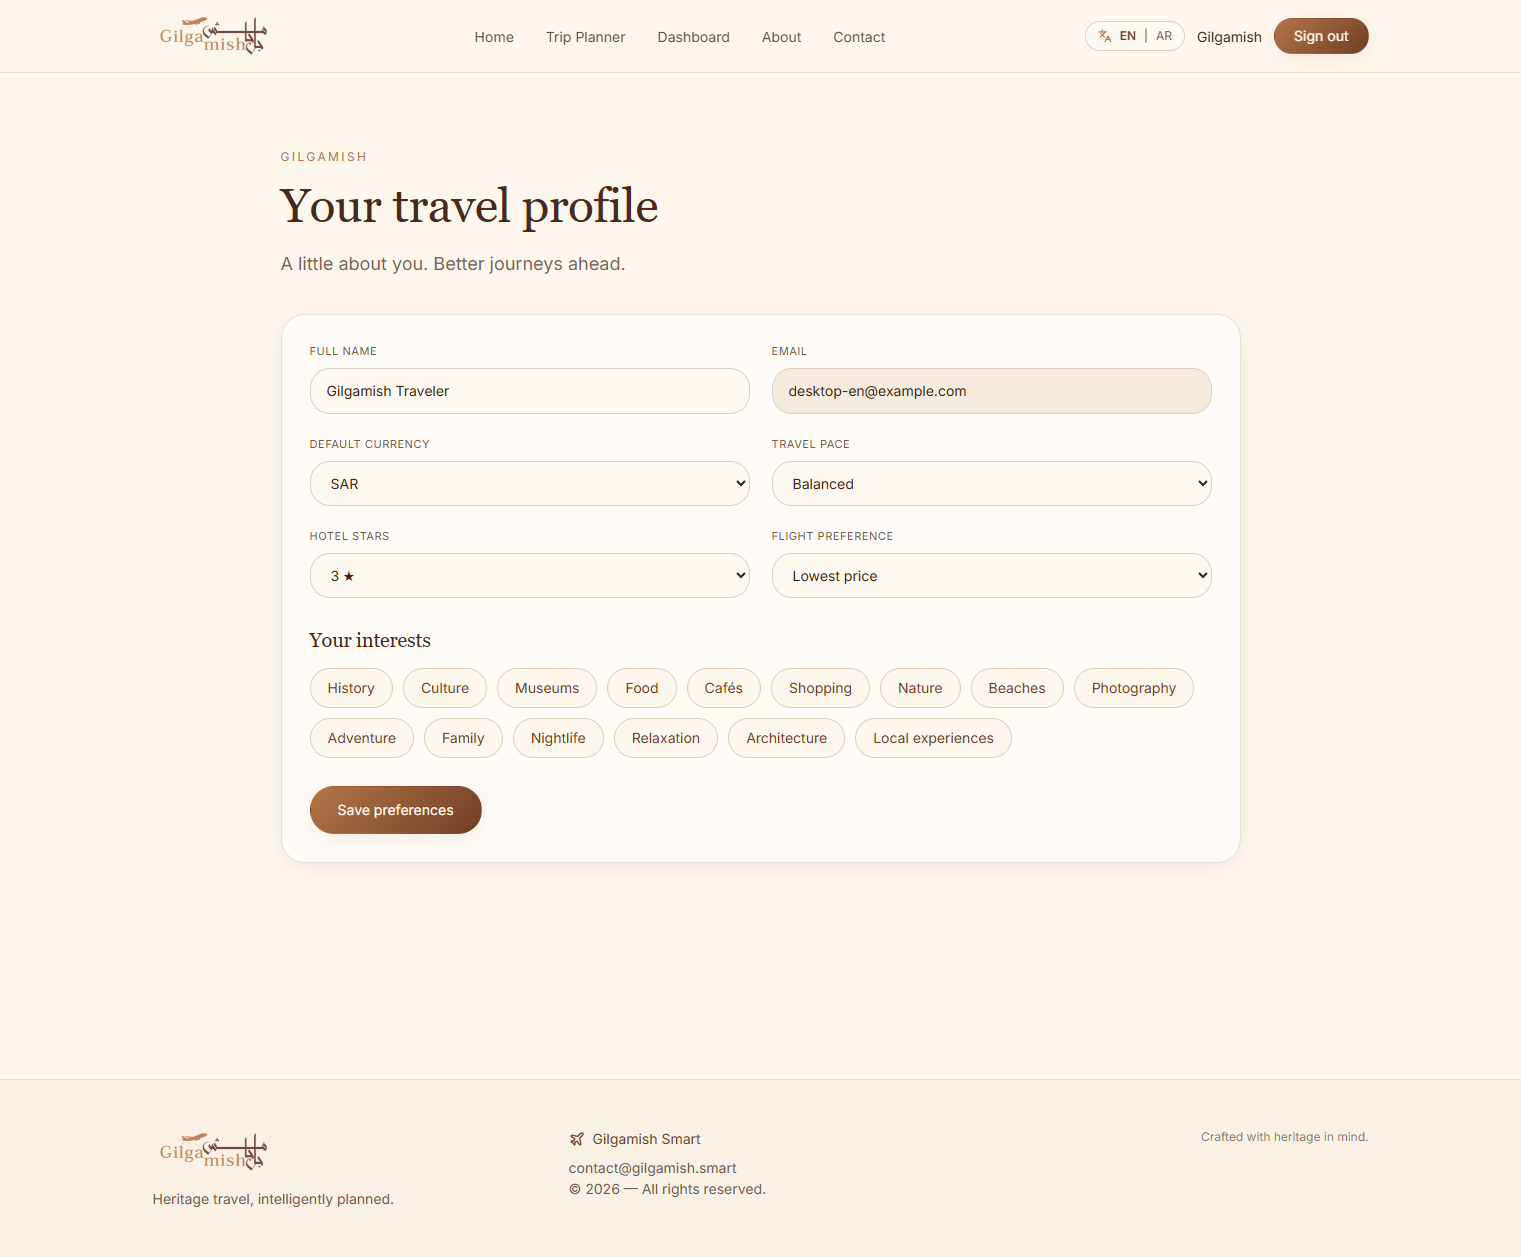 Gilgamish
Home Trip Planner Dashboard About Contact
EN | AR Gilgamish Sign out
GILGAMISH
Your travel profile
A little about you. Better journeys ahead.
FULL NAME EMAIL
Gilgamish Traveler desktop-en@example.com
DEFAULT CURRENCY TRAVEL PACE
SAR Balanced
HOTEL STARS FLIGHT PREFERENCE
3 ★ Lowest price
Your interests
History Culture Museums Food Cafés Shopping Nature Beaches Photography
Adventure Family Nightlife Relaxation Architecture Local experiences
Save preferences
Gilgamish
Heritage travel, intelligently planned.
Gilgamish Smart
contact@gilgamish.smart
© 2026 — All rights reserved.
Crafted with heritage in mind.